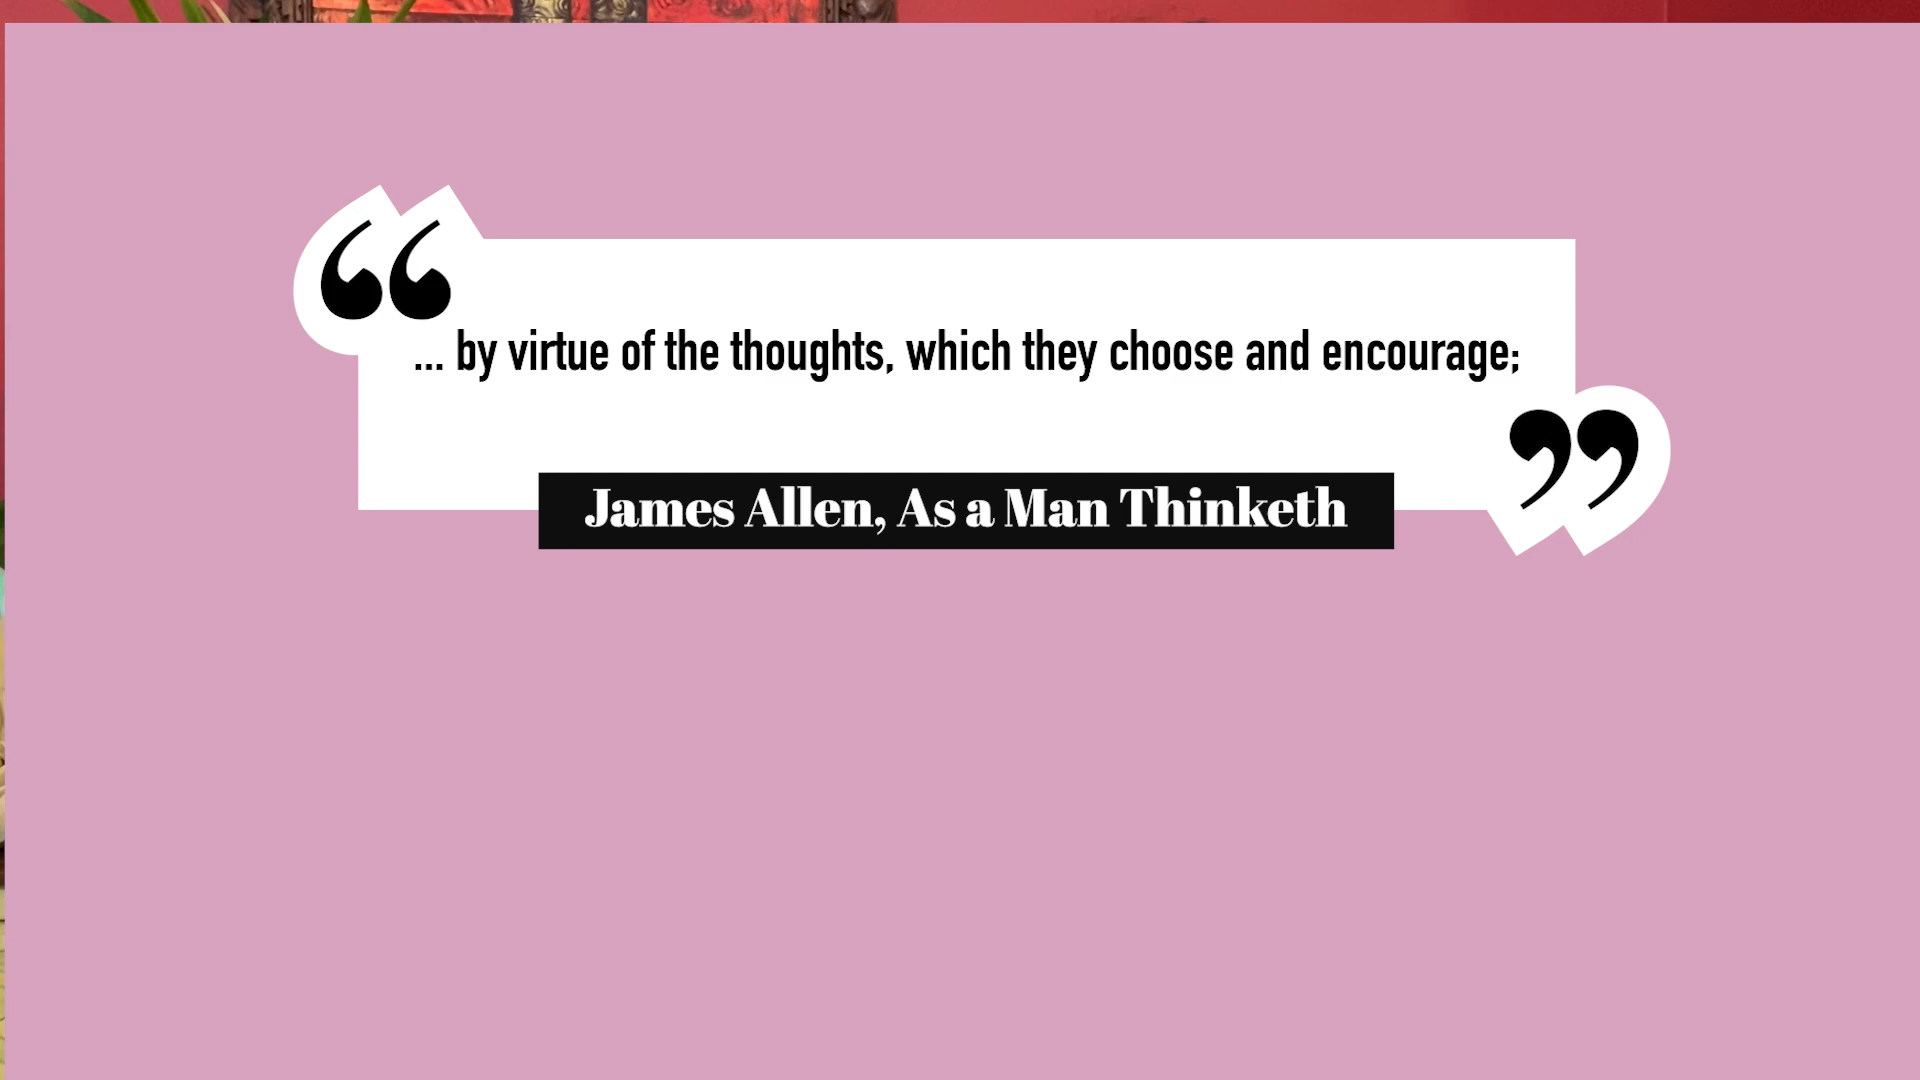 “
... by virtue of the thoughts, which they choose and encourage;
”
James Allen, As a Man Thinketh